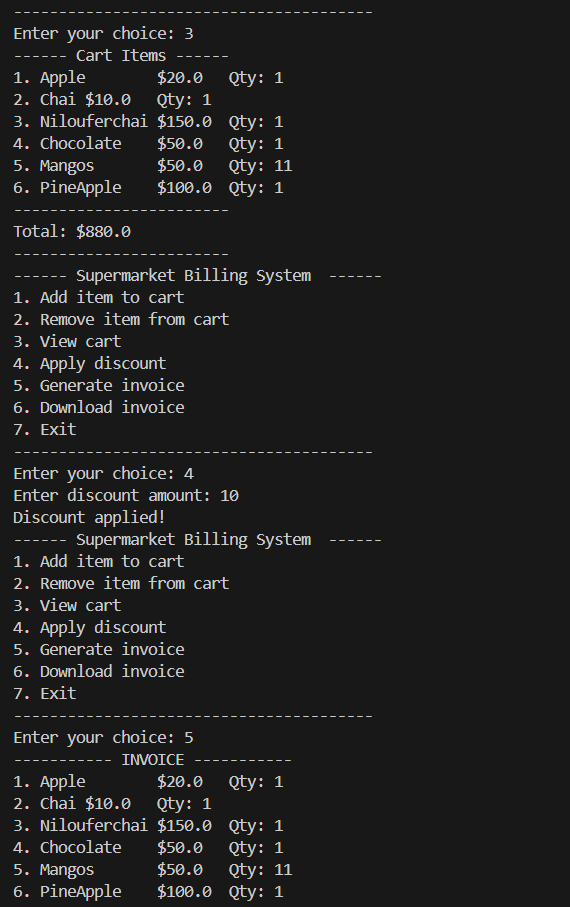 ----------------------------------------
Enter your choice: 3
------ Cart Items ------
1. Apple        $20.0   Qty: 1
2. Chai $10.0   Qty: 1
3. Nilouferchai $150.0  Qty: 1
4. Chocolate    $50.0   Qty: 1
5. Mangos       $50.0   Qty: 11
6. PineApple    $100.0  Qty: 1
------------------------
Total: $880.0
------------------------
------ Supermarket Billing System  ------
1. Add item to cart
2. Remove item from cart
3. View cart
4. Apply discount
5. Generate invoice
6. Download invoice
7. Exit
----------------------------------------
Enter your choice: 4
Enter discount amount: 10
Discount applied!
------ Supermarket Billing System  ------
1. Add item to cart
2. Remove item from cart
3. View cart
4. Apply discount
5. Generate invoice
6. Download invoice
7. Exit
----------------------------------------
Enter your choice: 5
----------- INVOICE -----------
1. Apple        $20.0   Qty: 1
2. Chai $10.0   Qty: 1
3. Nilouferchai $150.0  Qty: 1
4. Chocolate    $50.0   Qty: 1
5. Mangos       $50.0   Qty: 11
6. PineApple    $100.0  Qty: 1